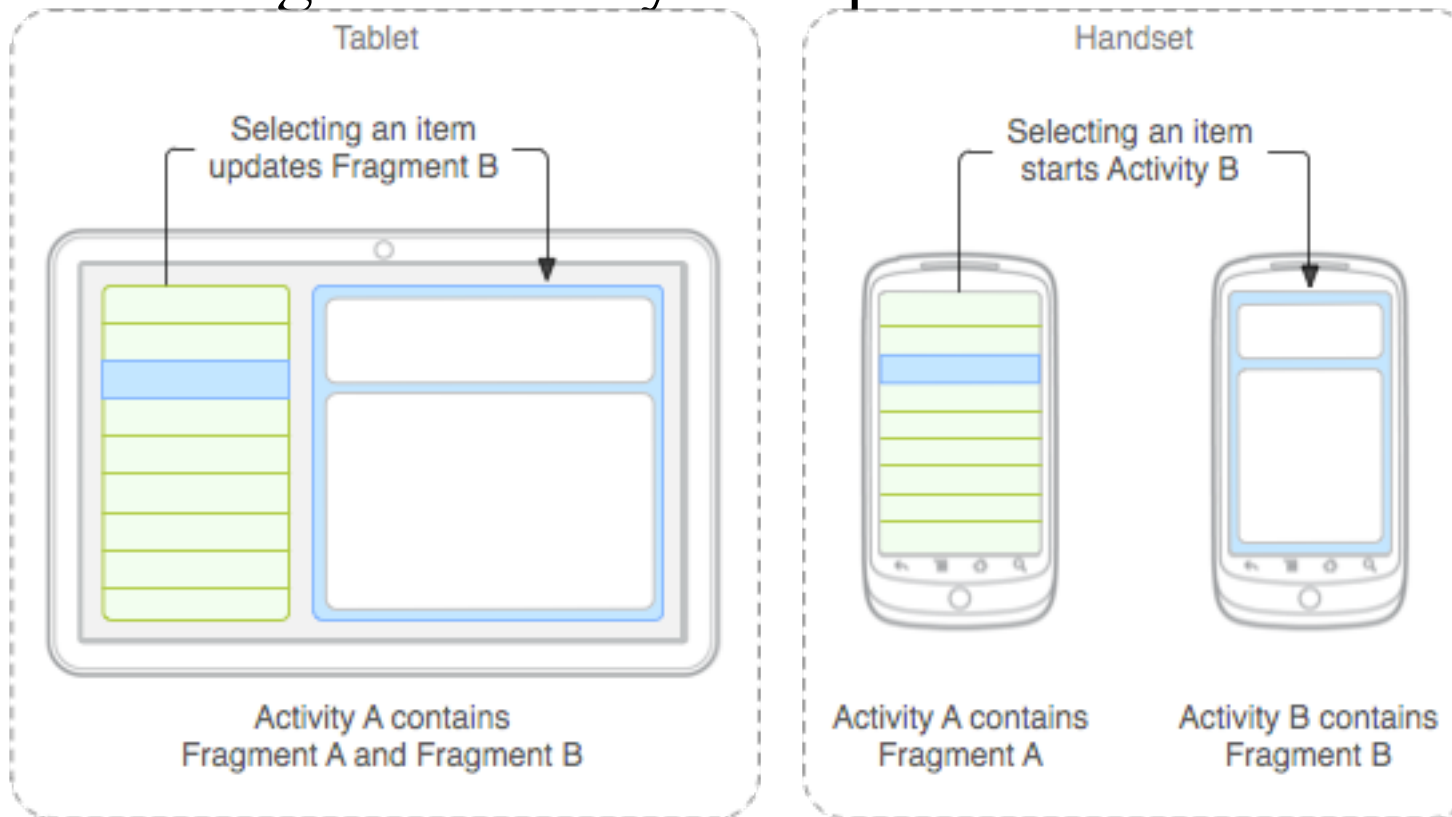 Tablet
Selecting an item
updates Fragment B
Activity A contains
Fragment A and Fragment B
Handset
Selecting an item
starts Activity B
Activity A contains
Fragment A
Activity B contains
Fragment B